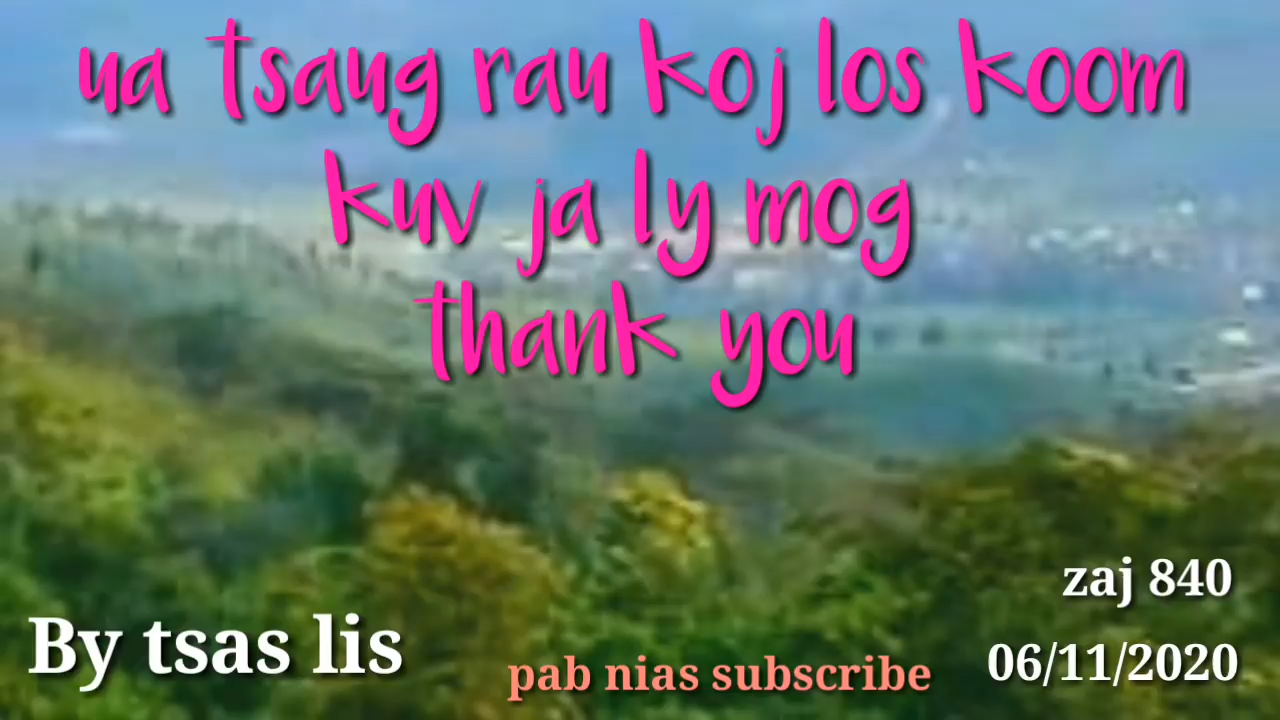 ua tsaug rau koj los koom
kuv ja ly mog
thank you
zaj 840
By tsas lis
pab nias subscribe
06/11/2020